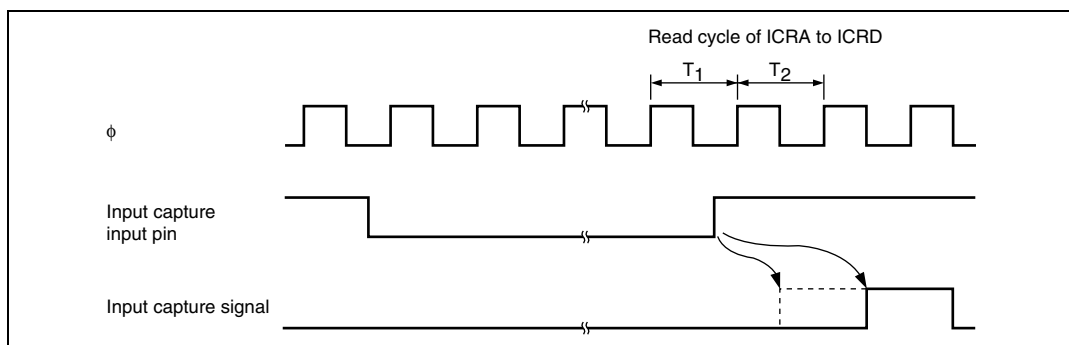 Read cycle of ICRA to ICRD
T1 T2
φ
Input capture
input pin
Input capture signal